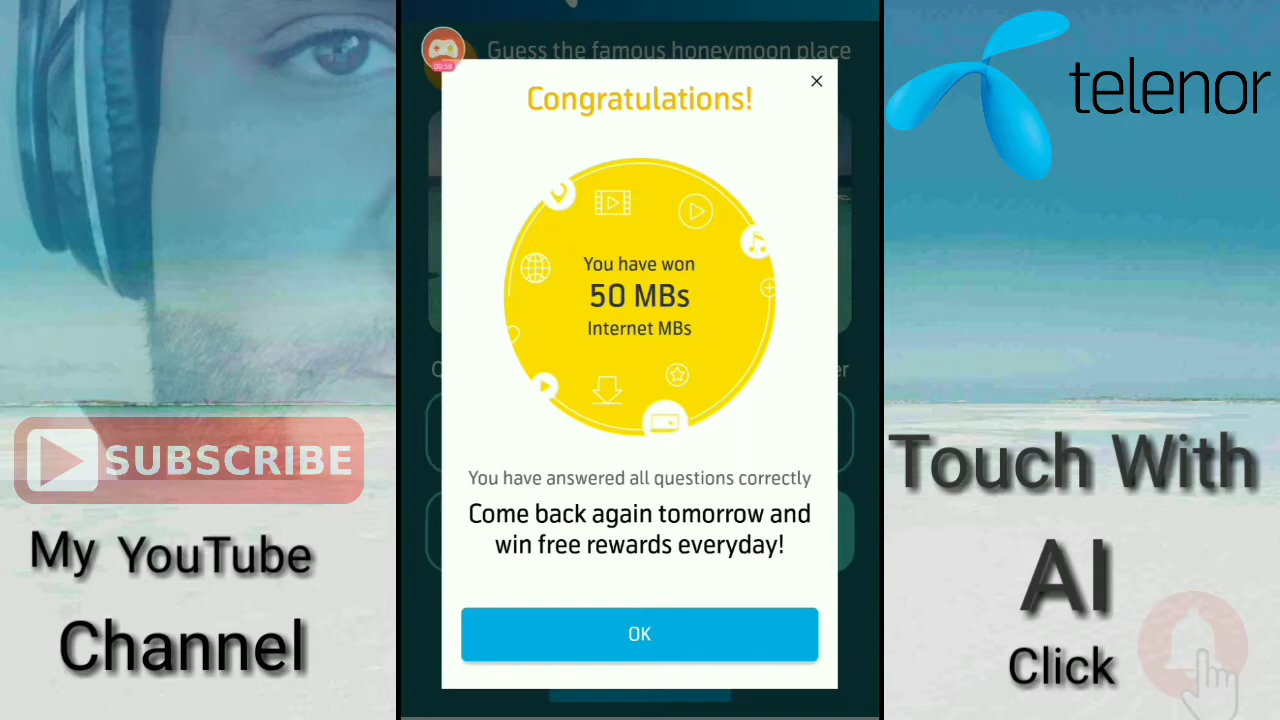 Guess the famous honeymoon place
00:58
Congratulations!
You have won
50 MBs
Internet MBs
You have answered all questions correctly
Come back again tomorrow and
win free rewards everyday!
OK
SUBSCRIBE
My YouTube
Channel
telenor
Touch With
AI
Click